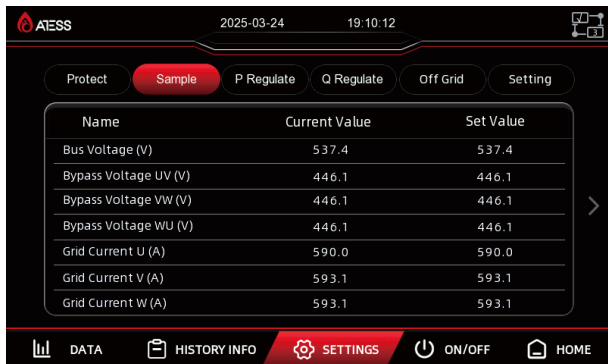 ATESS 2025-03-24 19:10:12
3
Protect Sample P Regulate Q Regulate Off Grid Setting
Name Current Value Set Value
Bus Voltage (V) 537.4 537.4
Bypass Voltage UV (V) 446.1 446.1
Bypass Voltage VW (V) 446.1 446.1
Bypass Voltage WU (V) 446.1 446.1
Grid Current U (A) 590.0 590.0
Grid Current V (A) 593.1 593.1
Grid Current W (A) 593.1 593.1
DATA HISTORY INFO SETTINGS ON/OFF HOME